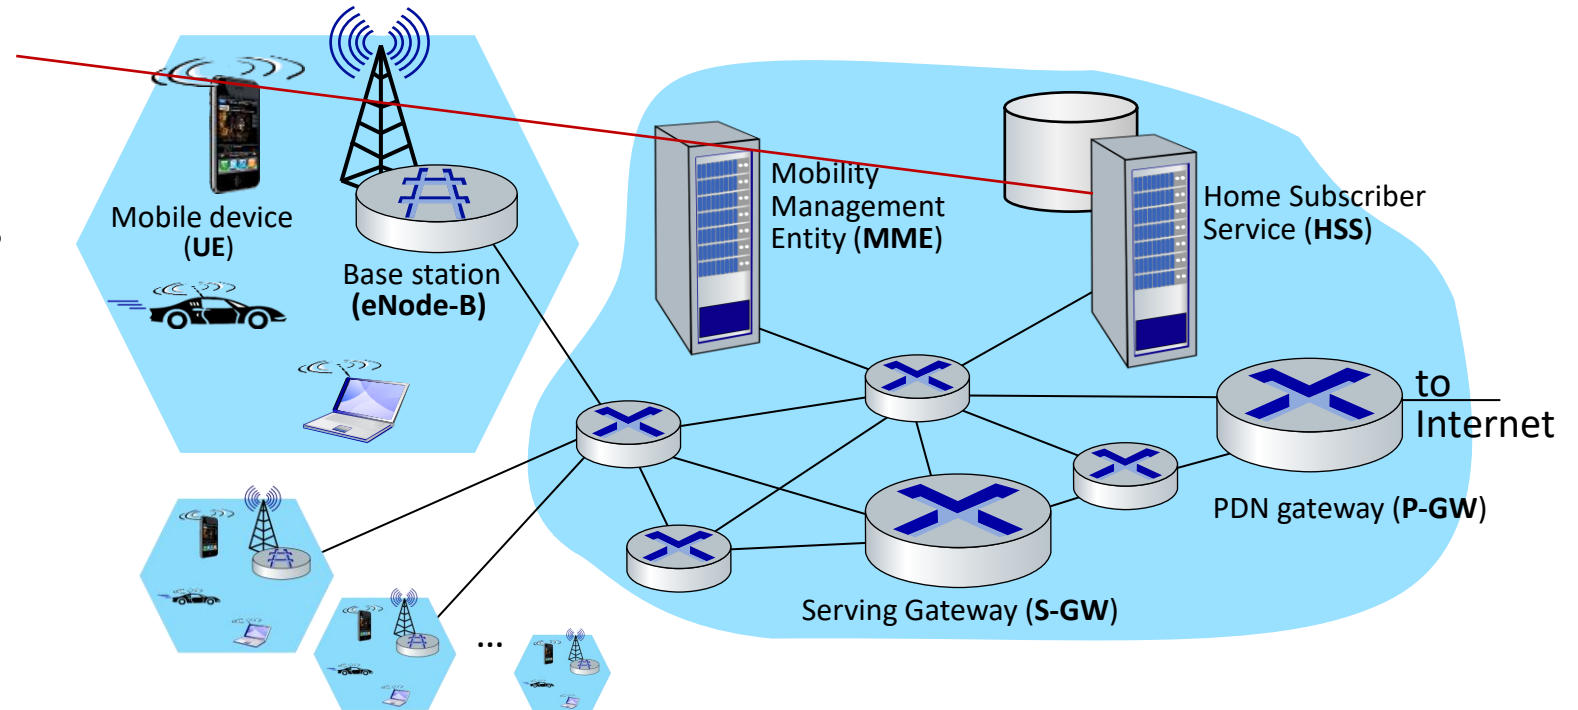 Mobile device
(UE)
Base station
(eNode-B)
Mobility
Management
Entity (MME)
Home Subscriber
Service (HSS)
to
Internet
PDN gateway (P-GW)
Serving Gateway (S-GW)
...